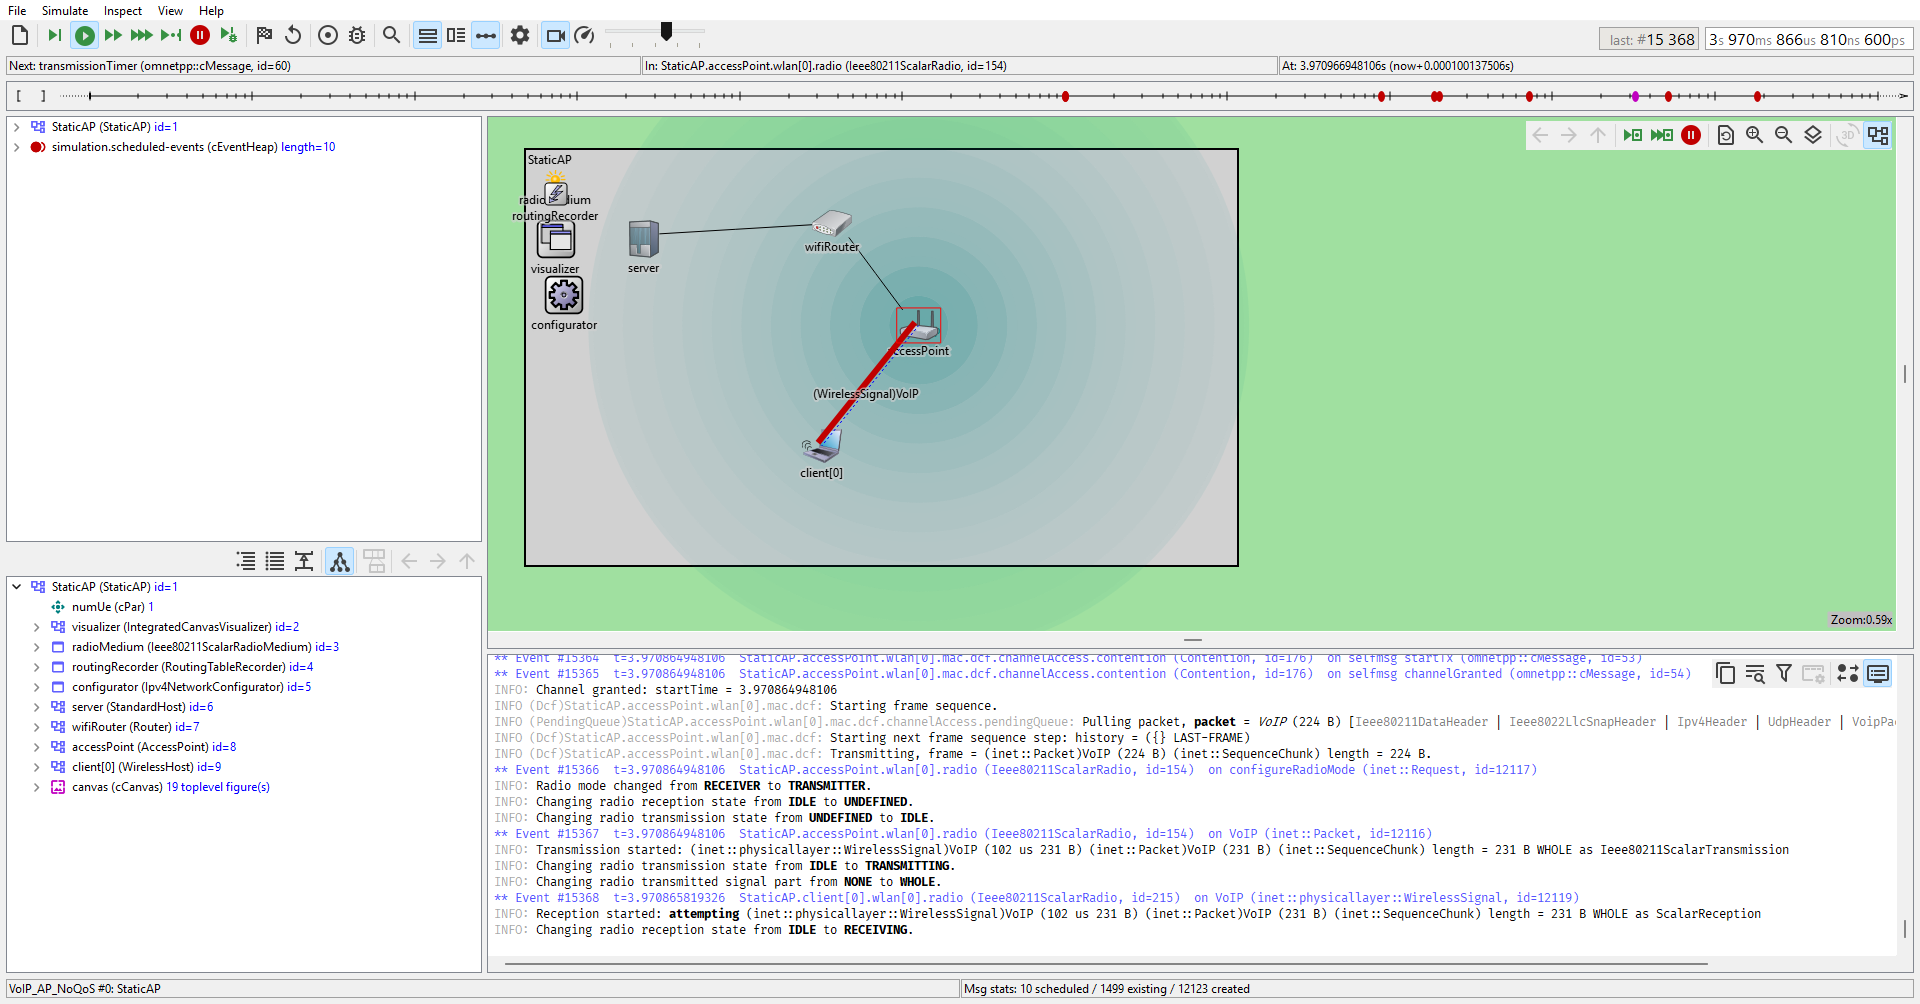 File Simulate Inspect View Help
last: #15 368 3s 970ms 866us 810ns 600ps
Next: transmissionTimer (omnetpp::cMessage, id=60) In: StaticAP.accessPoint.wlan[0].radio (Ieee80211ScalarRadio, id=154) At: 3.970966948106s (now+0.000100137506s)
[ ]
StaticAP (StaticAP) id=1
simulation.scheduled-events (cEventHeap) length=10
3D
StaticAP
routingRecorder
server
wifiRouter
visualizer
configurator
(WirelessSignal)VoIP
client[0]
Zoom:0.59x
StaticAP (StaticAP) id=1
numUe (cPar) 1
visualizer (IntegratedCanvasVisualizer) id=2
radioMedium (Ieee80211ScalarRadioMedium) id=3
routingRecorder (RoutingTableRecorder) id=4
configurator (Ipv4NetworkConfigurator) id=5
server (StandardHost) id=6
wifiRouter (Router) id=7
accessPoint (AccessPoint) id=8
client[0] (WirelessHost) id=9
canvas (cCanvas) 19 toplevel figure(s)
** Event #15364 t=3.970864948106 StaticAP.accessPoint.wlan[0].mac.dcf.channelAccess.contention (Contention, id=176) on selfmsg startTx (omnetpp::cMessage, id=53)
** Event #15365 t=3.970864948106 StaticAP.accessPoint.wlan[0].mac.dcf.channelAccess.contention (Contention, id=176) on selfmsg channelGranted (omnetpp::cMessage, id=54)
INFO: Channel granted: startTime = 3.970864948106
INFO (Dcf)StaticAP.accessPoint.wlan[0].mac.dcf: Starting frame sequence.
INFO (PendingQueue)StaticAP.accessPoint.wlan[0].mac.dcf.channelAccess.pendingQueue: Pulling packet, packet = VoIP (224 B) [Ieee80211DataHeader | Ieee8022LlcSnapHeader | Ipv4Header | UdpHeader | VoipPac
INFO (Dcf)StaticAP.accessPoint.wlan[0].mac.dcf: Starting next frame sequence step: history = ({} LAST-FRAME)
INFO (Dcf)StaticAP.accessPoint.wlan[0].mac.dcf: Transmitting, frame = (inet::Packet)VoIP (224 B) (inet::SequenceChunk) length = 224 B.
** Event #15366 t=3.970864948106 StaticAP.accessPoint.wlan[0].radio (Ieee80211ScalarRadio, id=154) on configureRadioMode (inet::Request, id=12117)
INFO: Radio mode changed from RECEIVER to TRANSMITTER.
INFO: Changing radio reception state from IDLE to UNDEFINED.
INFO: Changing radio transmission state from UNDEFINED to IDLE.
** Event #15367 t=3.970864948106 StaticAP.accessPoint.wlan[0].radio (Ieee80211ScalarRadio, id=154) on VoIP (inet::Packet, id=12116)
INFO: Transmission started: (inet::physicallayer::WirelessSignal)VoIP (102 us 231 B) (inet::Packet)VoIP (231 B) (inet::SequenceChunk) length = 231 B WHOLE as Ieee80211ScalarTransmission
INFO: Changing radio transmission state from IDLE to TRANSMITTING.
INFO: Changing radio transmitted signal part from NONE to WHOLE.
** Event #15368 t=3.970865819326 StaticAP.client[0].wlan[0].radio (Ieee80211ScalarRadio, id=215) on VoIP (inet::physicallayer::WirelessSignal, id=12119)
INFO: Reception started: attempting (inet::physicallayer::WirelessSignal)VoIP (102 us 231 B) (inet::Packet)VoIP (231 B) (inet::SequenceChunk) length = 231 B WHOLE as ScalarReception
INFO: Changing radio reception state from IDLE to RECEIVING.
VoIP_AP_NoQoS #0: StaticAP Msg stats: 10 scheduled / 1499 existing / 12123 created